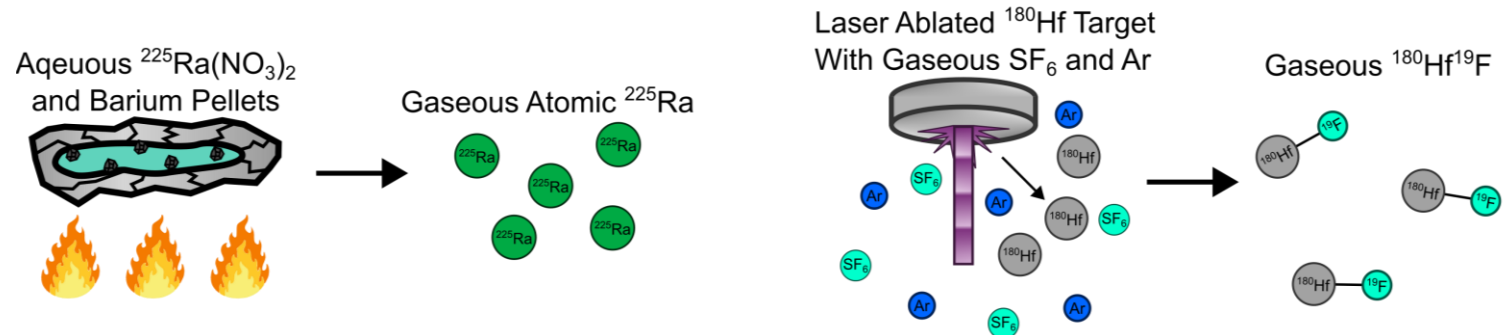 Aqeuous ²²⁵Ra(NO₃)₂
and Barium Pellets
Gaseous Atomic ²²⁵Ra
²²⁵Ra
²²⁵Ra
²²⁵Ra
²²⁵Ra
²²⁵Ra
Laser Ablated ¹⁸⁰Hf Target
With Gaseous SF₆ and Ar
Ar
¹⁸⁰Hf
SF₆
Ar
Ar
¹⁸⁰Hf
SF₆
¹⁸⁰Hf
SF₆
Ar
Ar
SF₆
Gaseous ¹⁸⁰Hf¹⁹F
¹⁹F
¹⁸⁰Hf
¹⁸⁰Hf
¹⁹F
¹⁸⁰Hf
¹⁹F